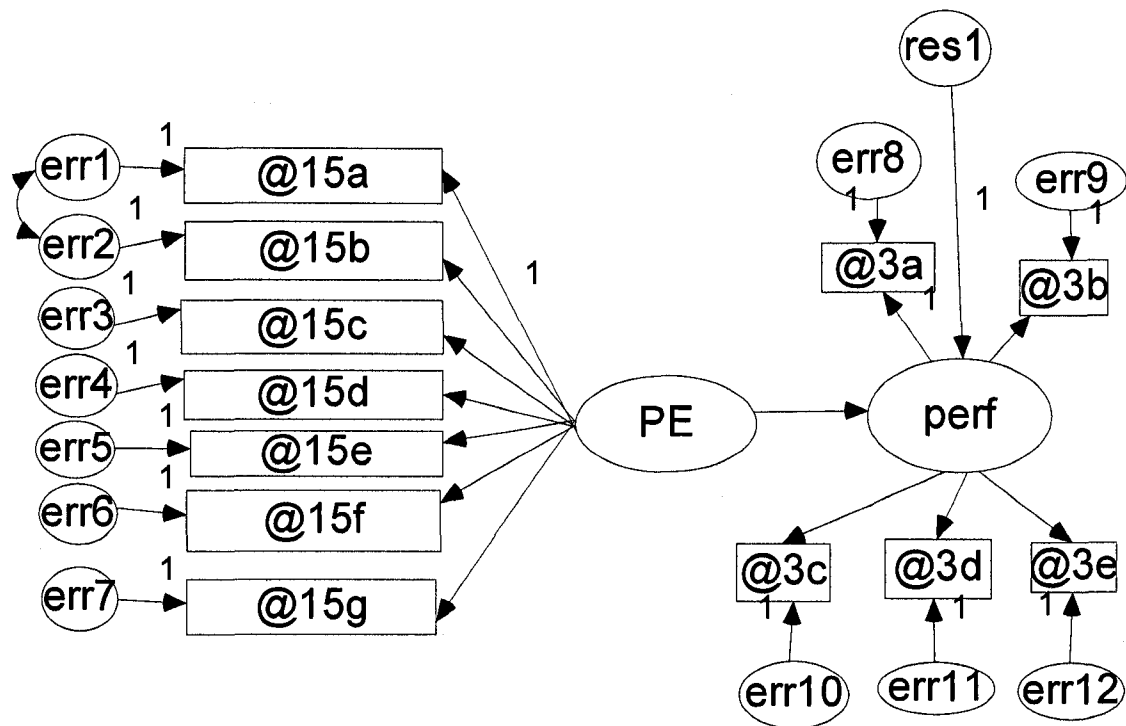 res1
1
err1
@15a
1
err2
@15b
1
err3
@15c
1
err4
@15d
1
err5
@15e
1
err6
@15f
1
err7
@15g
1
PE
perf
1
err8
1
@3a
1
err9
1
@3b
@3c
1
err10
@3d
1
err11
@3e
1
err12